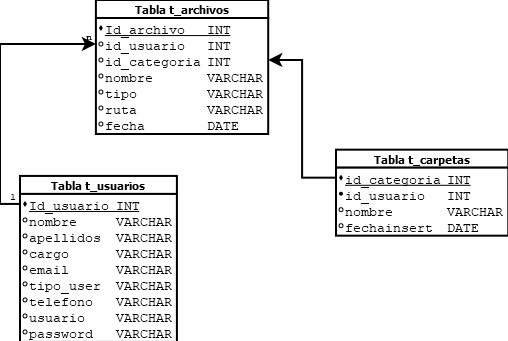 Tabla t_archivos
Id_archivo INT
id_usuario INT
id_categoria INT
nombre VARCHAR
tipo VARCHAR
ruta VARCHAR
fecha DATE
n
Tabla t_carpetas
id_categoria INT
id_usuario INT
nombre VARCHAR
fechainsert DATE
1
Tabla t_usuarios
Id_usuario INT
nombre VARCHAR
apellidos VARCHAR
cargo VARCHAR
email VARCHAR
tipo_user VARCHAR
telefono VARCHAR
usuario VARCHAR
password VARCHAR